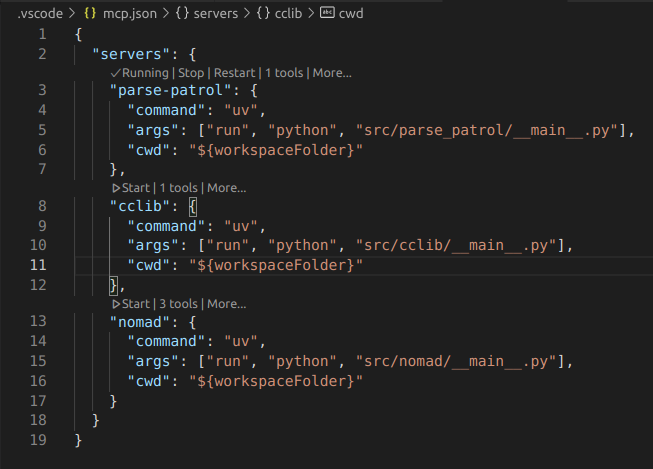 .vscode > {} mcp.json > {} servers > {} cclib > abc cwd
1 {
2 "servers": {
✓Running | Stop | Restart | 1 tools | More...
3 "parse-patrol": {
4 "command": "uv",
5 "args": ["run", "python", "src/parse_patrol/__main__.py"],
6 "cwd": "${workspaceFolder}"
7 },
▷Start | 1 tools | More...
8 "cclib": {
9 "command": "uv",
10 "args": ["run", "python", "src/cclib/__main__.py"],
11 "cwd": "${workspaceFolder}"
12 },
▷Start | 3 tools | More...
13 "nomad": {
14 "command": "uv",
15 "args": ["run", "python", "src/nomad/__main__.py"],
16 "cwd": "${workspaceFolder}"
17 }
18 }
19 }